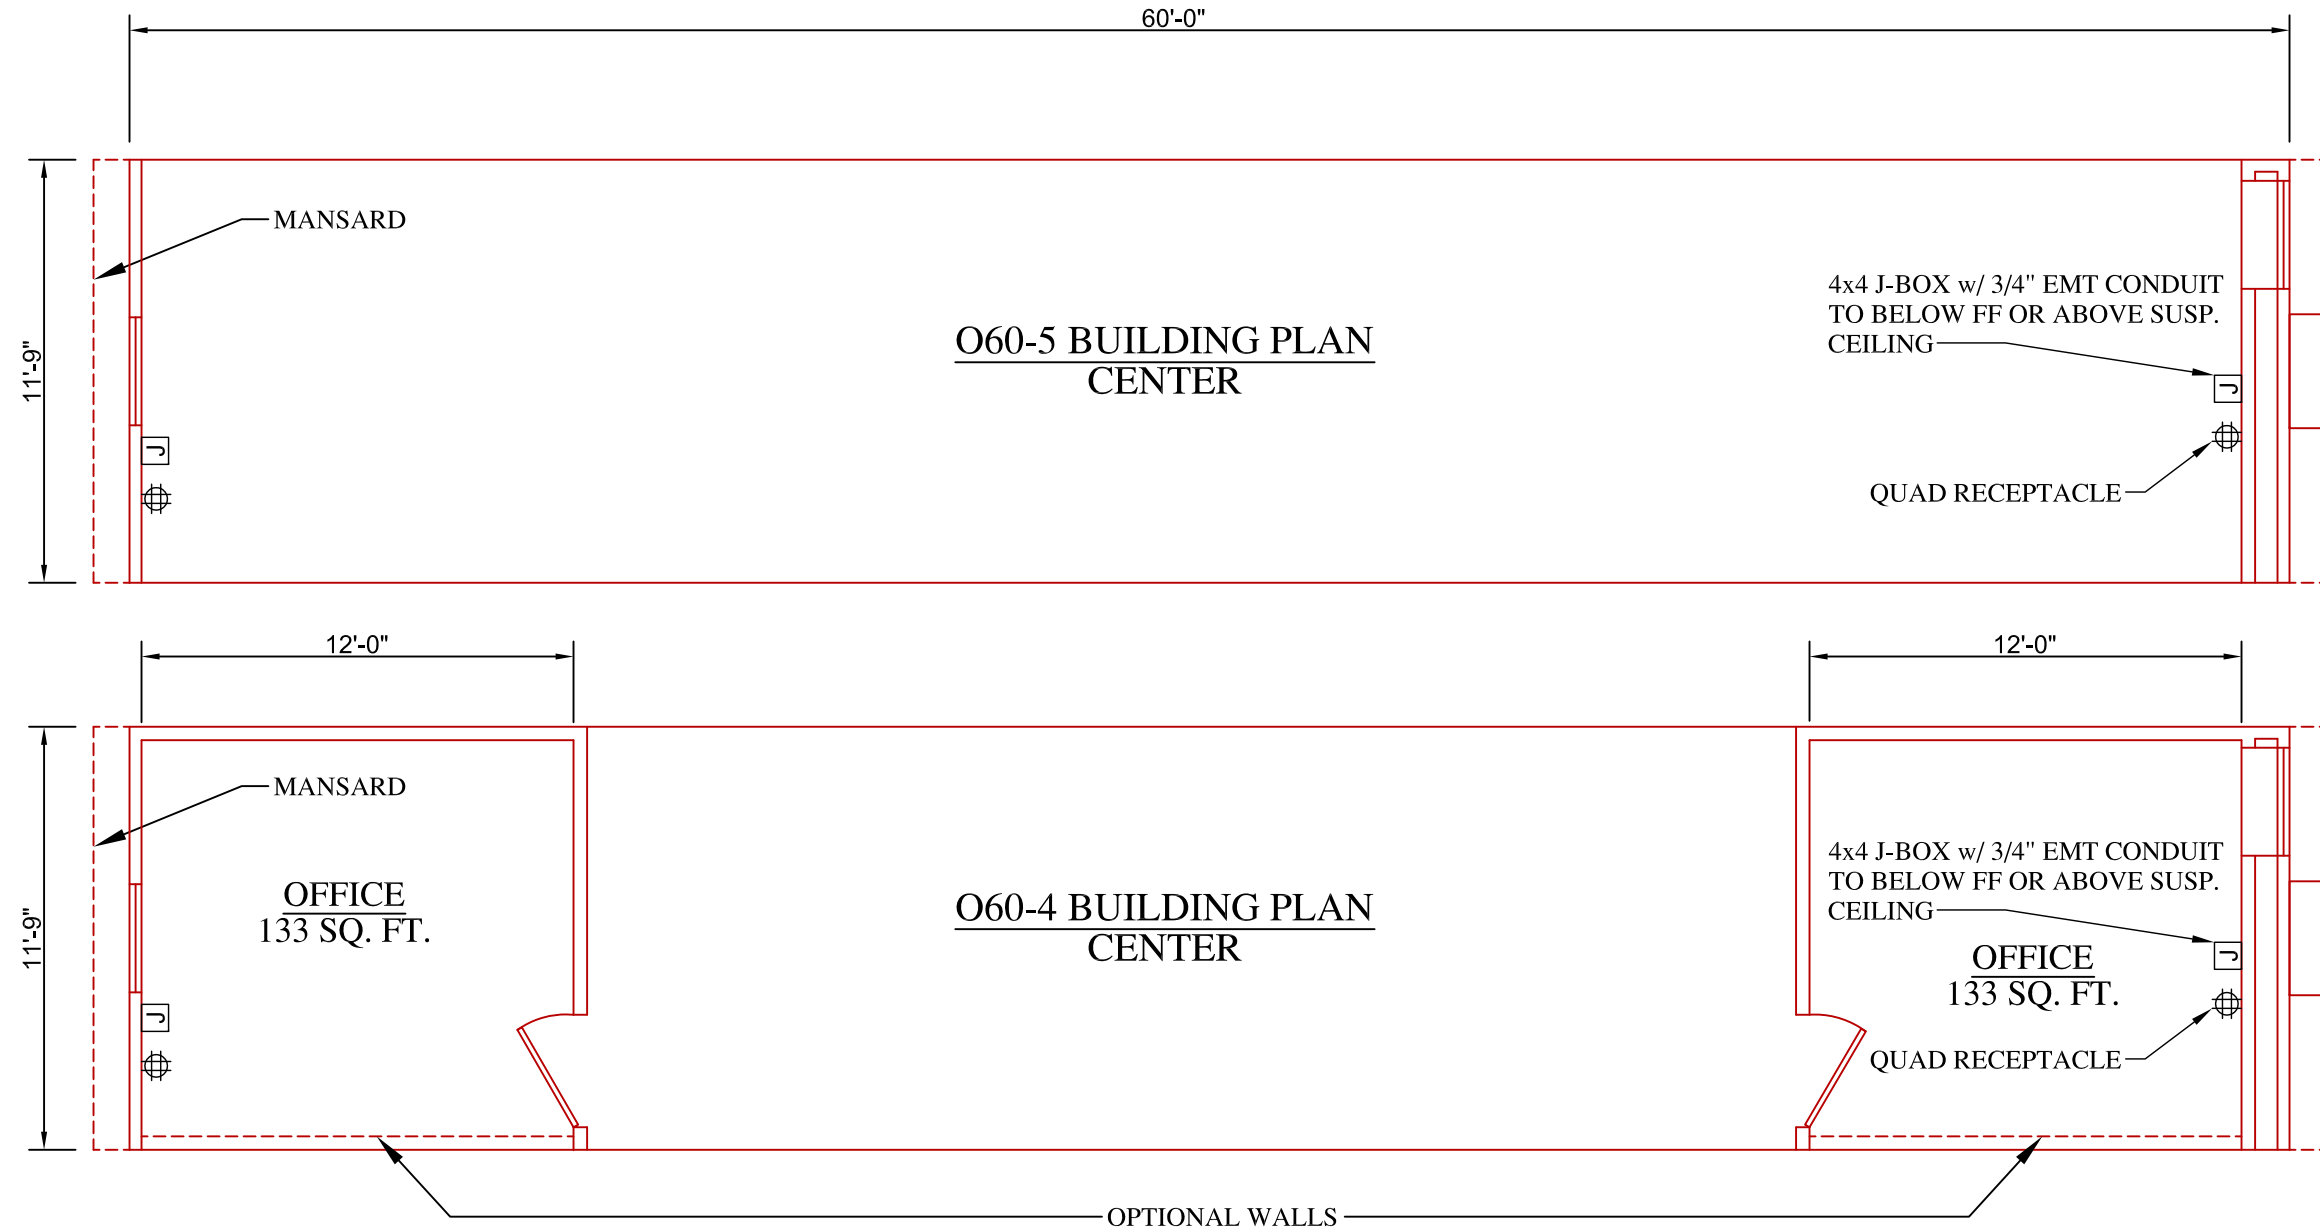 60'-0"
MANSARD
11'-9"
O60-5 BUILDING PLAN
CENTER
4x4 J-BOX w/ 3/4" EMT CONDUIT
TO BELOW FF OR ABOVE SUSP.
CEILING
J
J
QUAD RECEPTACLE
12'-0"
12'-0"
MANSARD
11'-9"
OFFICE
133 SQ. FT.
O60-4 BUILDING PLAN
CENTER
4x4 J-BOX w/ 3/4" EMT CONDUIT
TO BELOW FF OR ABOVE SUSP.
CEILING
J
OFFICE
133 SQ. FT.
J
QUAD RECEPTACLE
OPTIONAL WALLS